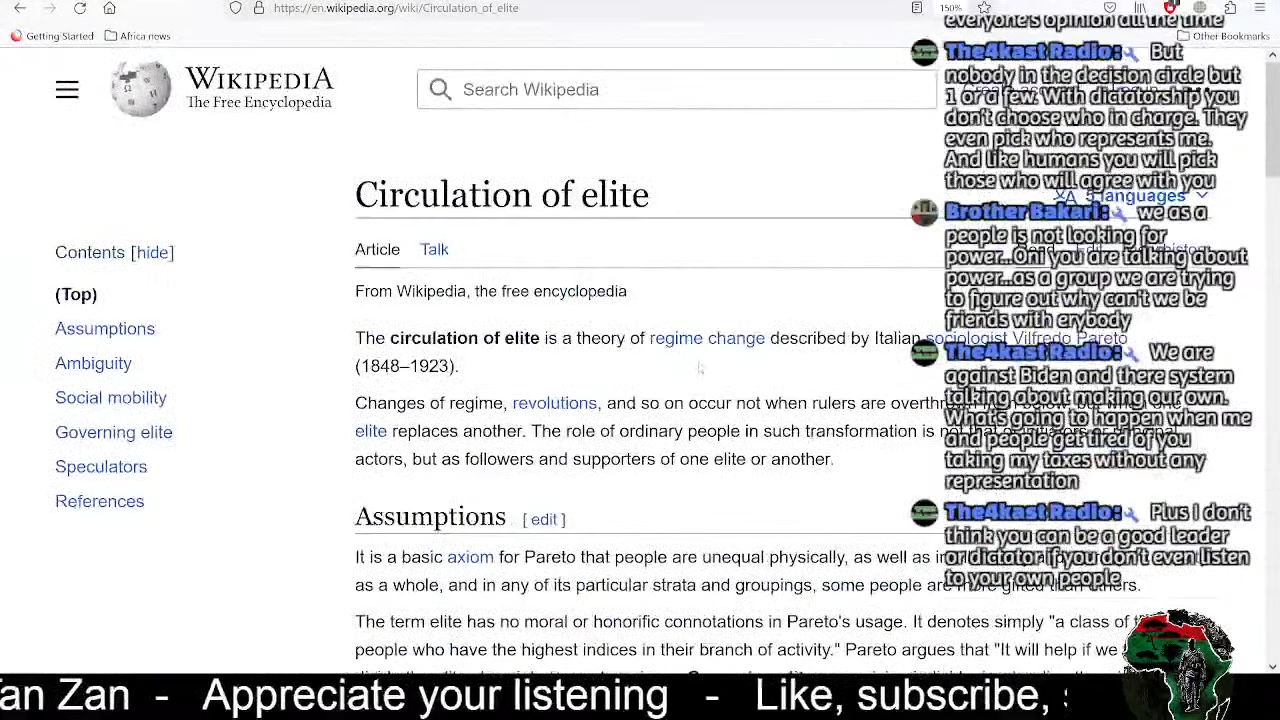 https://en.wikipedia.org/wiki/Circulation_of_elite
150%
Getting Started
Africa news
Other Bookmarks
WIKIPEDIA
The Free Encyclopedia
Search Wikipedia
Circulation of elite
5 languages
Contents [hide]
(Top)
Assumptions
Ambiguity
Social mobility
Governing elite
Speculators
References
Article
Talk
Edit
From Wikipedia, the free encyclopedia
The circulation of elite is a theory of regime change described by Italian sociologist Vilfredo Pareto
(1848–1923).
Changes of regime, revolutions, and so on occur not when rulers are
elite replaces another. The role of ordinary people in such transformation is not that of
actors, but as followers and supporters of one elite or another.
Assumptions [ edit ]
It is a basic axiom for Pareto that people are unequal physically, as well as
as a whole, and in any of its particular strata and groupings, some people are more gifted than others.
The term elite has no moral or honorific connotations in Pareto's usage. It denotes simply "a class of
people who have the highest indices in their branch of activity." Pareto argues that "It will help if we
everyone's opinion all the time
The4kast Radio: But
nobody in the decision circle but
1 or a few. With dictatorship you
don't choose who in charge. They
even pick who represents me.
And like humans you will pick
those who will agree with you
Brother Bakari: we as a
people is not looking for
power...Oni you are talking about
power...as a group we are trying
to figure out why can't we be
friends with erybody
The4kast Radio: We are
against Biden and there system
talking about making our own.
What's going to happen when me
and people get tired of you
taking my taxes without any
representation
The4kast Radio: Plus I don't
think you can be a good leader
or dictator if you don't even listen
to your own people
Tan Zan - Appreciate your listening - Like, subscribe,